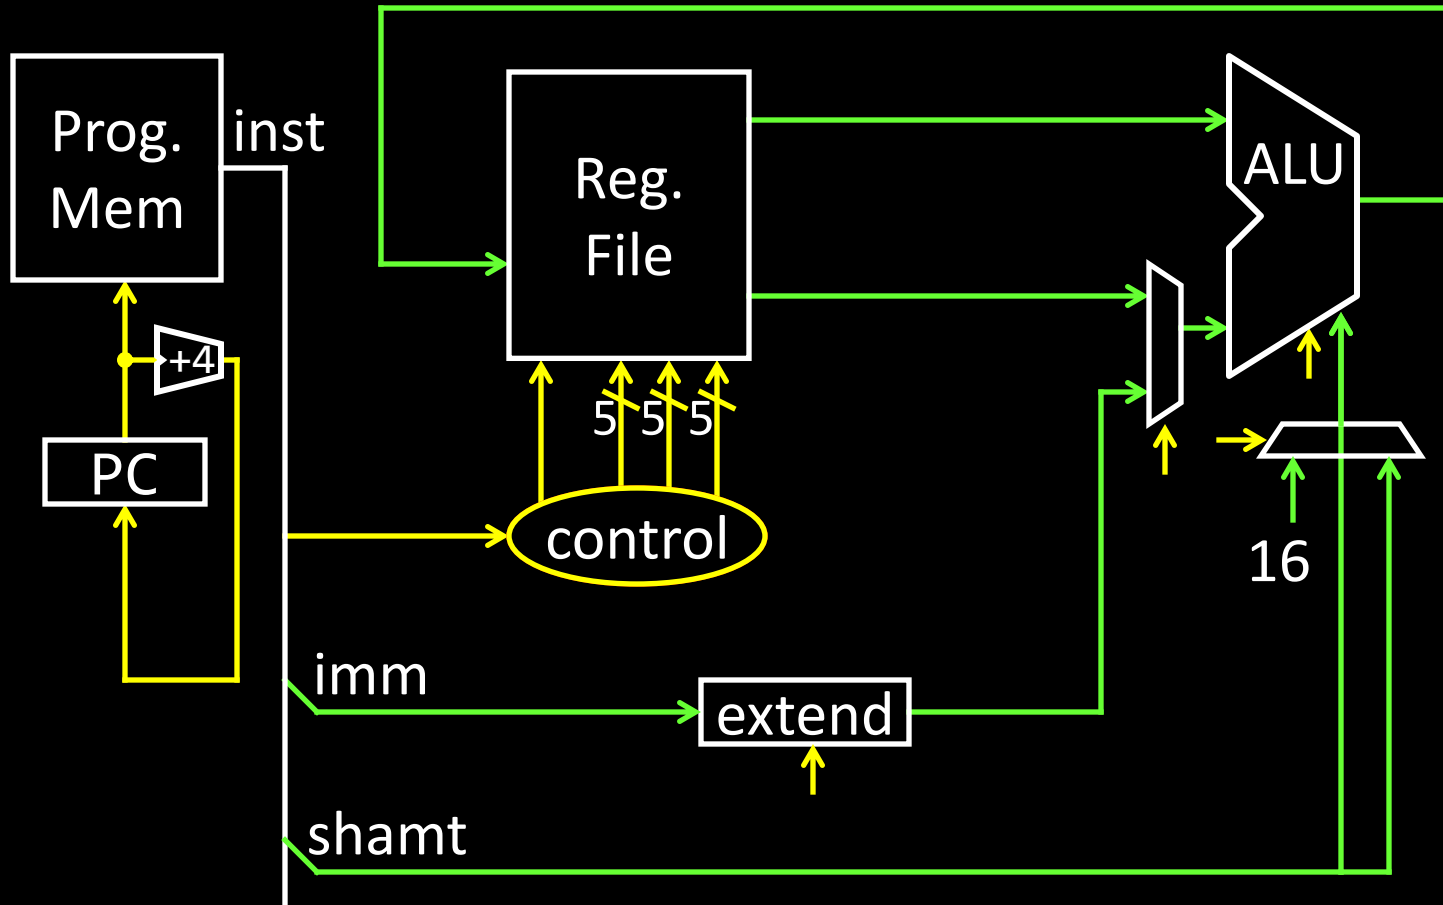 Prog.
Mem
inst
Reg.
File
ALU
+4
5 5 5
PC
control
16
imm
extend
shamt